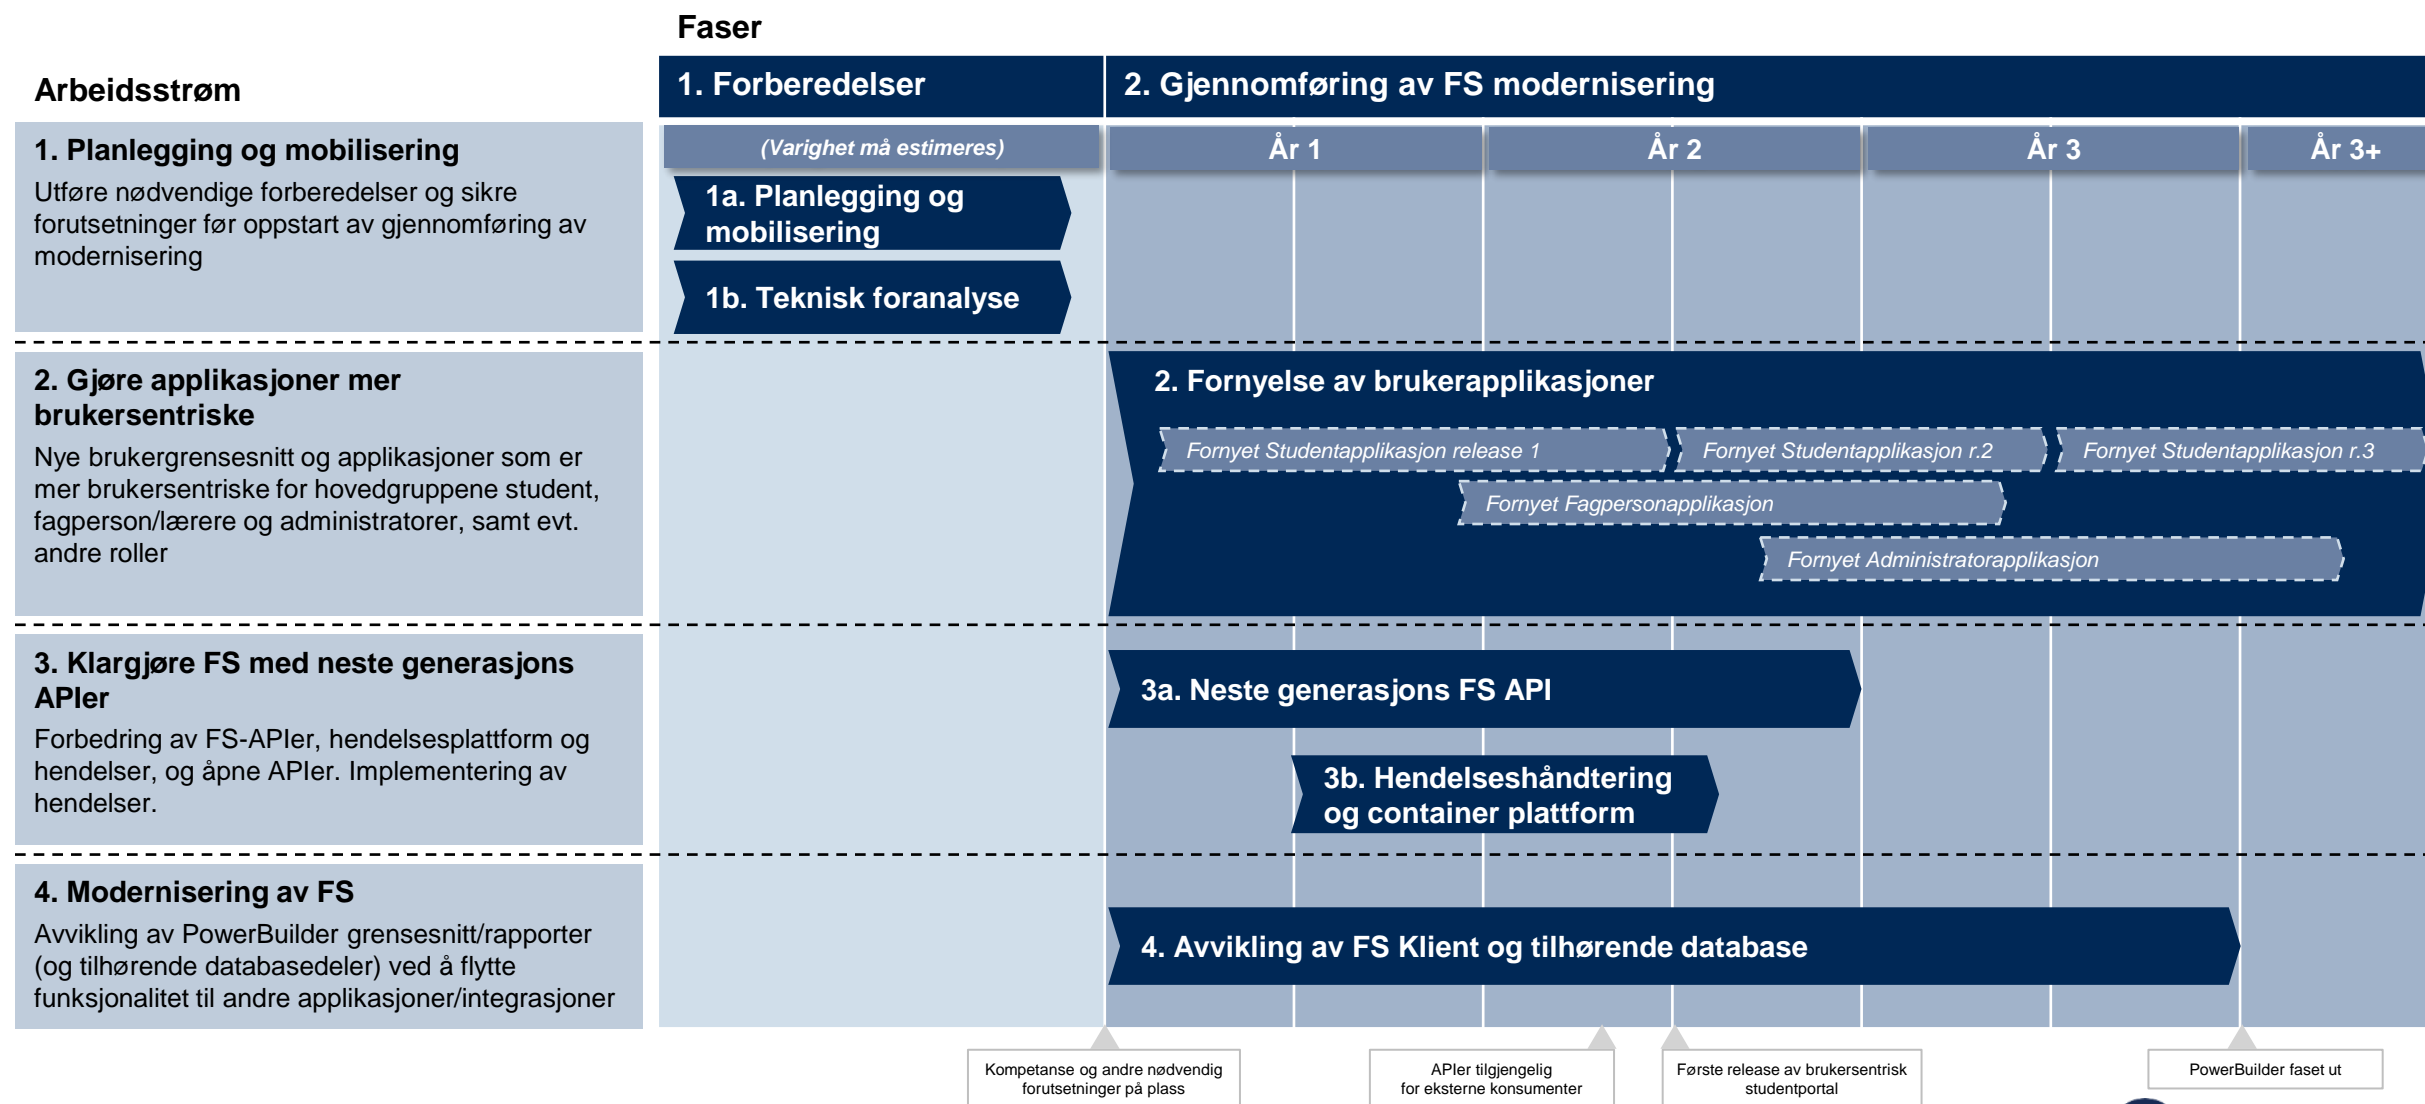 Faser
Arbeidsstrøm
1. Forberedelser
2. Gjennomføring av FS modernisering
(Varighet må estimeres)
År 1
År 2
År 3
År 3+
1. Planlegging og mobilisering
Utføre nødvendige forberedelser og sikre
forutsetninger før oppstart av gjennomføring av
modernisering
1a. Planlegging og
mobilisering
1b. Teknisk foranalyse
2. Gjøre applikasjoner mer
brukersentriske
Nye brukergrensesnitt og applikasjoner som er
mer brukersentriske for hovedgruppene student,
fagperson/lærere og administratorer, samt evt.
andre roller
2. Fornyelse av brukerapplikasjoner
Fornyet Studentapplikasjon release 1
Fornyet Studentapplikasjon r.2
Fornyet Studentapplikasjon r.3
Fornyet Fagpersonapplikasjon
Fornyet Administratorapplikasjon
3. Klargjøre FS med neste generasjons
APIer
Forbedring av FS-APIer, hendelsesplattform og
hendelser, og åpne APIer. Implementering av
hendelser.
3a. Neste generasjons FS API
3b. Hendelseshåndtering
og container plattform
4. Modernisering av FS
Avvikling av PowerBuilder grensesnitt/rapporter
(og tilhørende databasedeler) ved å flytte
funksjonalitet til andre applikasjoner/integrasjoner
4. Avvikling av FS Klient og tilhørende database
Kompetanse og andre nødvendig
forutsetninger på plass
APIer tilgjengelig
for eksterne konsumenter
Første release av brukersentrisk
studentportal
PowerBuilder faset ut